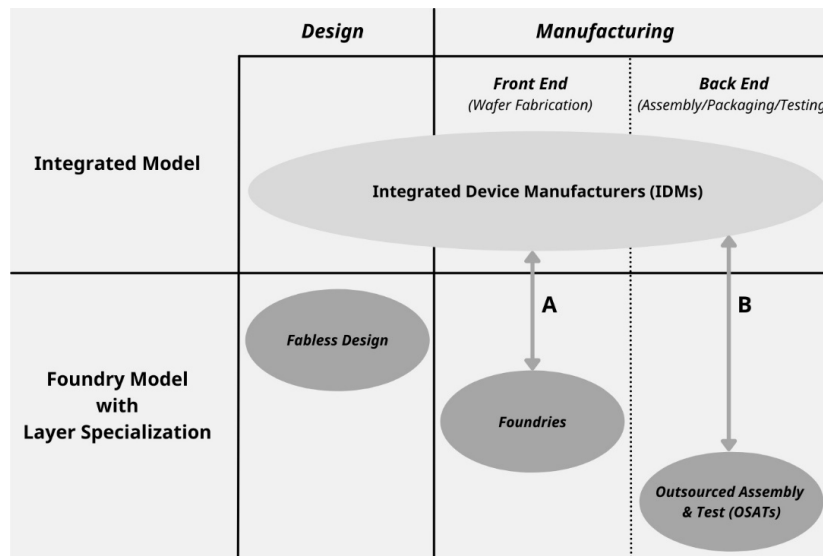 Design
Manufacturing
Front End
(Wafer Fabrication)
Back End
(Assembly/Packaging/Testing)
Integrated Model
Integrated Device Manufacturers (IDMs)
A
B
Fabless Design
Foundry Model
with
Layer Specialization
Foundries
Outsourced Assembly
& Test (OSATs)